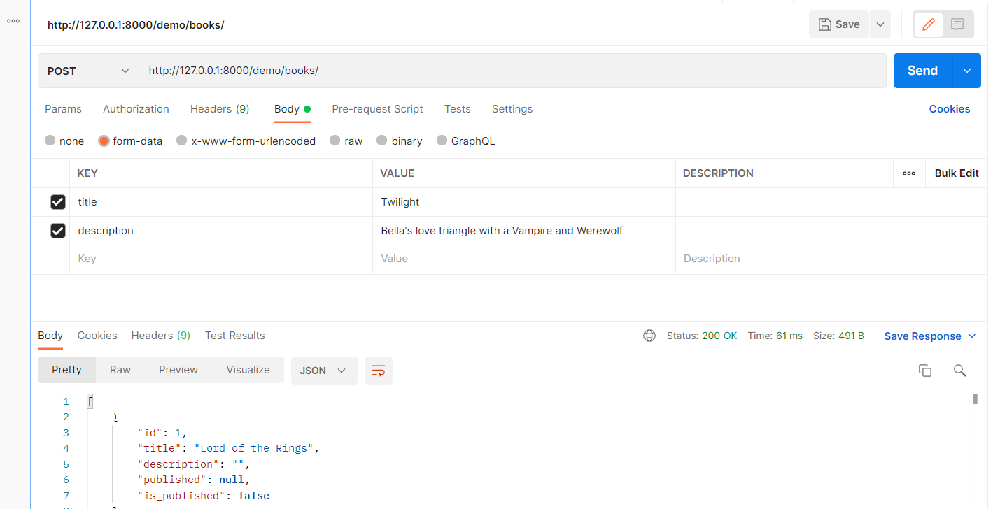 http://127.0.0.1:8000/demo/books/ Save
POST http://127.0.0.1:8000/demo/books/ Send
Params Authorization Headers (9) Body Pre-request Script Tests Settings Cookies
none form-data x-www-form-urlencoded raw binary GraphQL
KEY VALUE DESCRIPTION Bulk Edit
title Twilight
description Bella's love triangle with a Vampire and Werewolf
Key Value Description
Body Cookies Headers (9) Test Results Status: 200 OK Time: 61 ms Size: 491 B Save Response
Pretty Raw Preview Visualize JSON
1 [
2 {
3 "id": 1,
4 "title": "Lord of the Rings",
5 "description": "",
6 "published": null,
7 "is_published": false